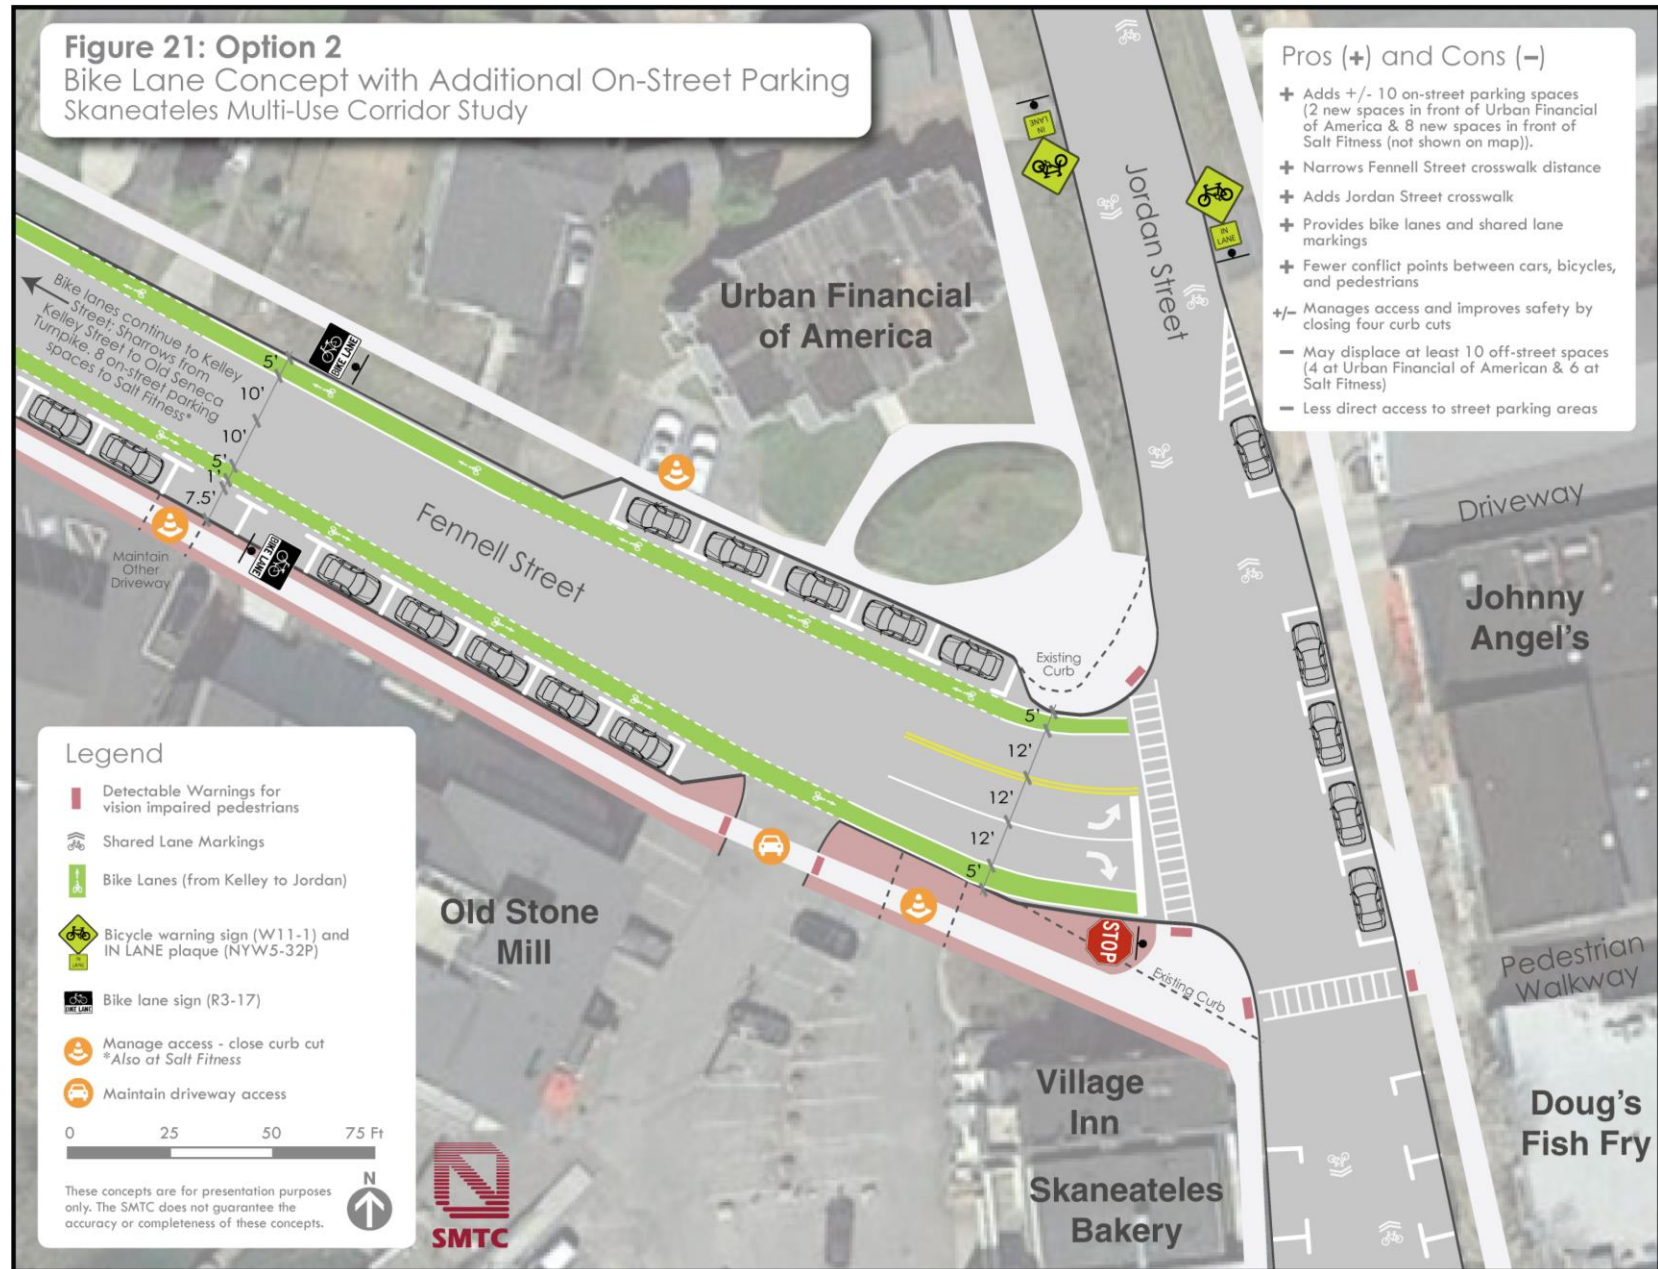 Figure 21: Option 2
Bike Lane Concept with Additional On-Street Parking
Skaneateles Multi-Use Corridor Study
Pros (+) and Cons (−)
+ Adds +/- 10 on-street parking spaces
(2 new spaces in front of Urban Financial
of America & 8 new spaces in front of
Salt Fitness (not shown on map)).
+ Narrows Fennell Street crosswalk distance
+ Adds Jordan Street crosswalk
+ Provides bike lanes and shared lane
markings
+ Fewer conflict points between cars, bicycles,
and pedestrians
+/− Manages access and improves safety by
closing four curb cuts
− May displace at least 10 off-street spaces
(4 at Urban Financial of American & 6 at
Salt Fitness)
− Less direct access to street parking areas
IN
LANE
IN
LANE
Jordan Street
Urban Financial
of America
Bike lanes continue to Kelley
Street; Sharrows from
Kelley Street to Old Seneca
Turnpike. 8 on-street parking
spaces to Salt Fitness*
BIKE LANE
5'
10'
10'
5'
1'
7.5'
Fennell Street
Maintain
Other
Driveway
BIKE LANE
Driveway
Johnny
Angel's
Existing
Curb
5'
12'
12'
12'
5'
STOP
Existing Curb
Old Stone
Mill
Pedestrian
Walkway
Village
Inn
Doug's
Fish Fry
Skaneateles
Bakery
Legend
Detectable Warnings for
vision impaired pedestrians
Shared Lane Markings
Bike Lanes (from Kelley to Jordan)
Bicycle warning sign (W11-1) and
IN LANE plaque (NYW5-32P)
IN
LANE
Bike lane sign (R3-17)
BIKE LANE
Manage access - close curb cut
*Also at Salt Fitness
Maintain driveway access
0 25 50 75 Ft
These concepts are for presentation purposes
only. The SMTC does not guarantee the
accuracy or completeness of these concepts.
N
SMTC